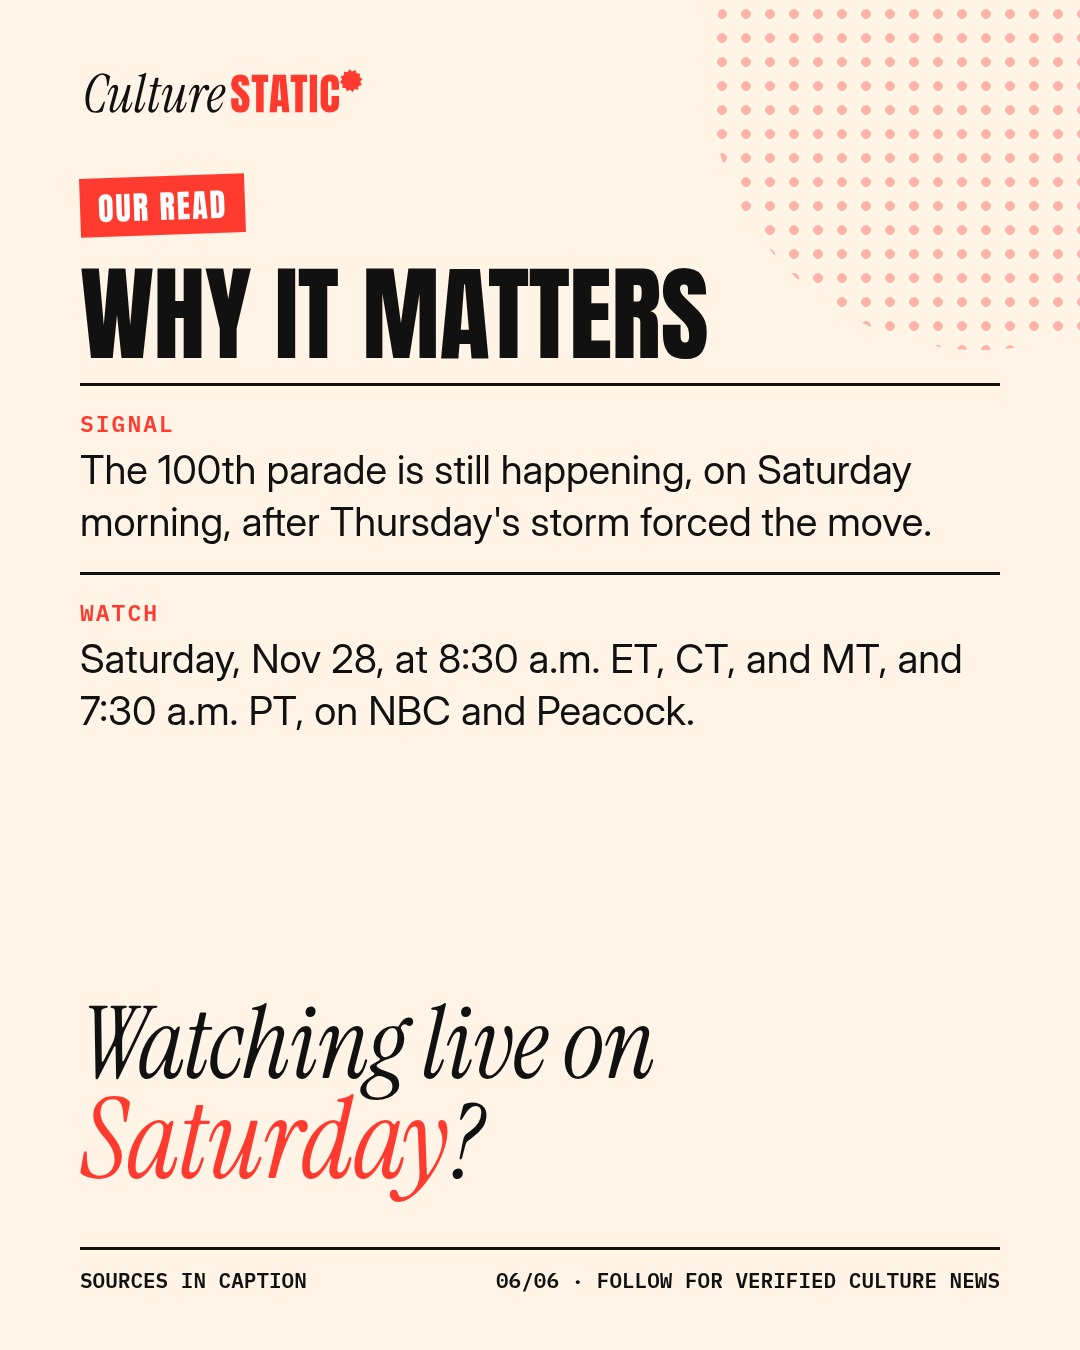 Culture STATIC
OUR READ
WHY IT MATTERS
SIGNAL
The 100th parade is still happening, on Saturday
morning, after Thursday's storm forced the move.
WATCH
Saturday, Nov 28, at 8:30 a.m. ET, CT, and MT, and
7:30 a.m. PT, on NBC and Peacock.
Watching live on
Saturday?
SOURCES IN CAPTION
06/06 · FOLLOW FOR VERIFIED CULTURE NEWS